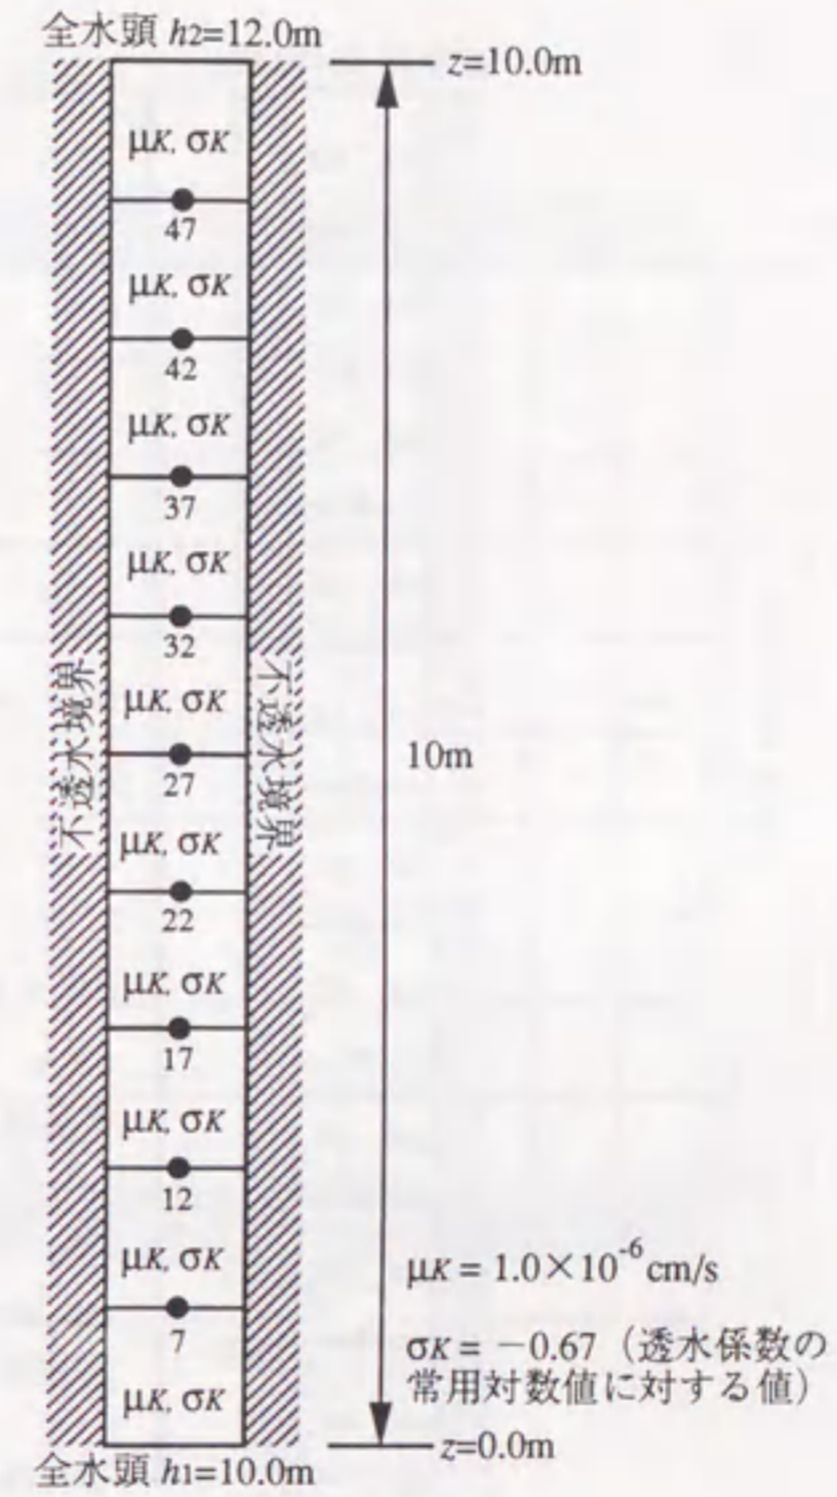 全水頭 h2=12.0m
z=10.0m
μK, σK
47
μK, σK
42
μK, σK
37
μK, σK
32
μK, σK
27
μK, σK
22
μK, σK
17
μK, σK
12
μK, σK
7
μK, σK
不透水境界
不透水境界
10m
μK = 1.0×10⁻⁶cm/s
σK = −0.67（透水係数の
常用対数値に対する値）
z=0.0m
全水頭 h1=10.0m